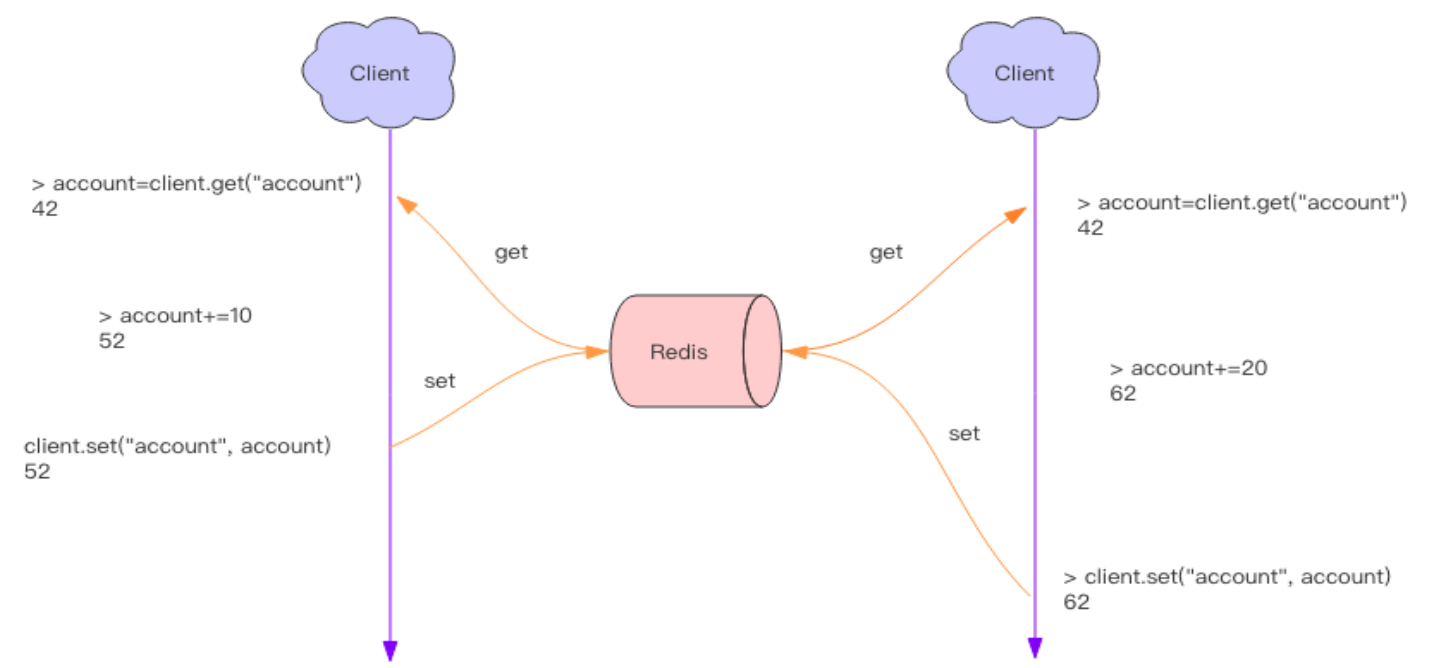 Client
Client
> account=client.get("account")
42
> account=client.get("account")
42
get
get
> account+=10
52
Redis
> account+=20
62
set
set
client.set("account", account)
52
> client.set("account", account)
62